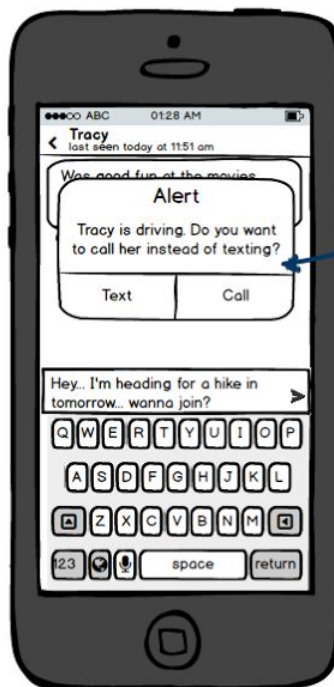 ABC 01:28 AM
Tracy
last seen today at 11:51 am
Was good fun at the movies
Alert
Tracy is driving. Do you want
to call her instead of texting?
Text Call
Hey... I'm heading for a hike in
tomorrow... wanna join?
Q W E R T Y U I O P
A S D F G H J K L
Z X C V B N M
123 space return